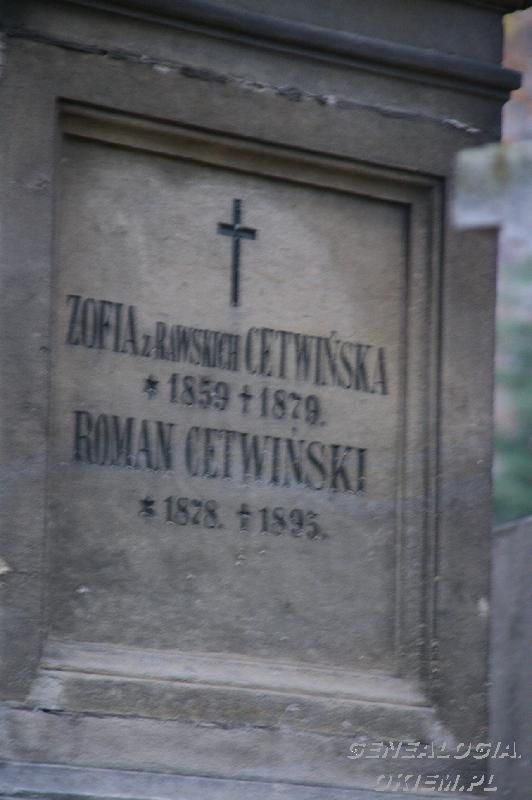 ZOFIA z RAWSKICH CETWIŃSKA
* 1859 † 1879.
ROMAN CETWIŃSKI
* 1878. † 1895.
GENEALOGIA.
OKIEM.PL